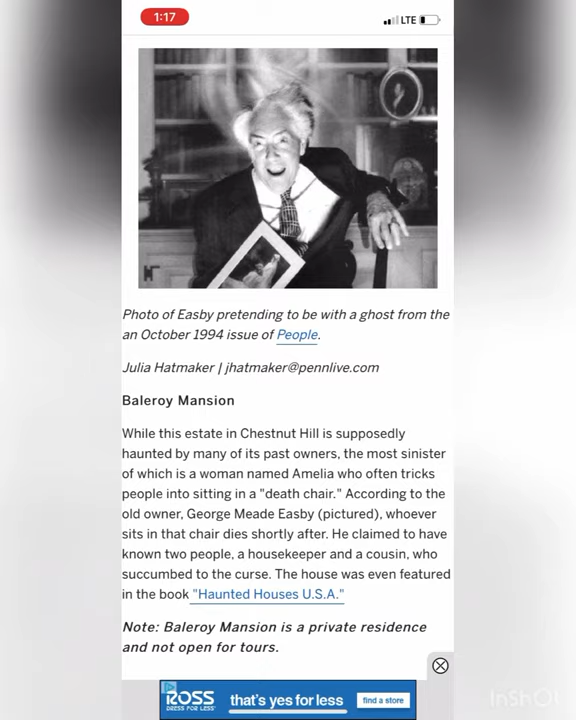 1:17
LTE
Photo of Easby pretending to be with a ghost from the
an October 1994 issue of People.
Julia Hatmaker | jhatmaker@pennlive.com
Baleroy Mansion
While this estate in Chestnut Hill is supposedly
haunted by many of its past owners, the most sinister
of which is a woman named Amelia who often tricks
people into sitting in a "death chair." According to the
old owner, George Meade Easby (pictured), whoever
sits in that chair dies shortly after. He claimed to have
known two people, a housekeeper and a cousin, who
succumbed to the curse. The house was even featured
in the book "Haunted Houses U.S.A."
Note: Baleroy Mansion is a private residence
and not open for tours.
ROSS
DRESS FOR LESS
that's yes for less
find a store
InShOt